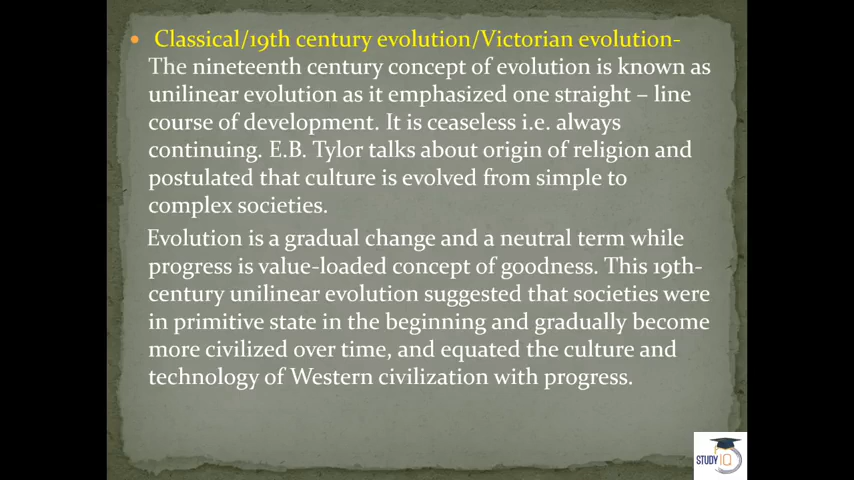 Classical/19th century evolution/Victorian evolution-
The nineteenth century concept of evolution is known as
unilinear evolution as it emphasized one straight – line
course of development. It is ceaseless i.e. always
continuing. E.B. Tylor talks about origin of religion and
postulated that culture is evolved from simple to
complex societies.
Evolution is a gradual change and a neutral term while
progress is value-loaded concept of goodness. This 19th-
century unilinear evolution suggested that societies were
in primitive state in the beginning and gradually become
more civilized over time, and equated the culture and
technology of Western civilization with progress.
STUDY IQ